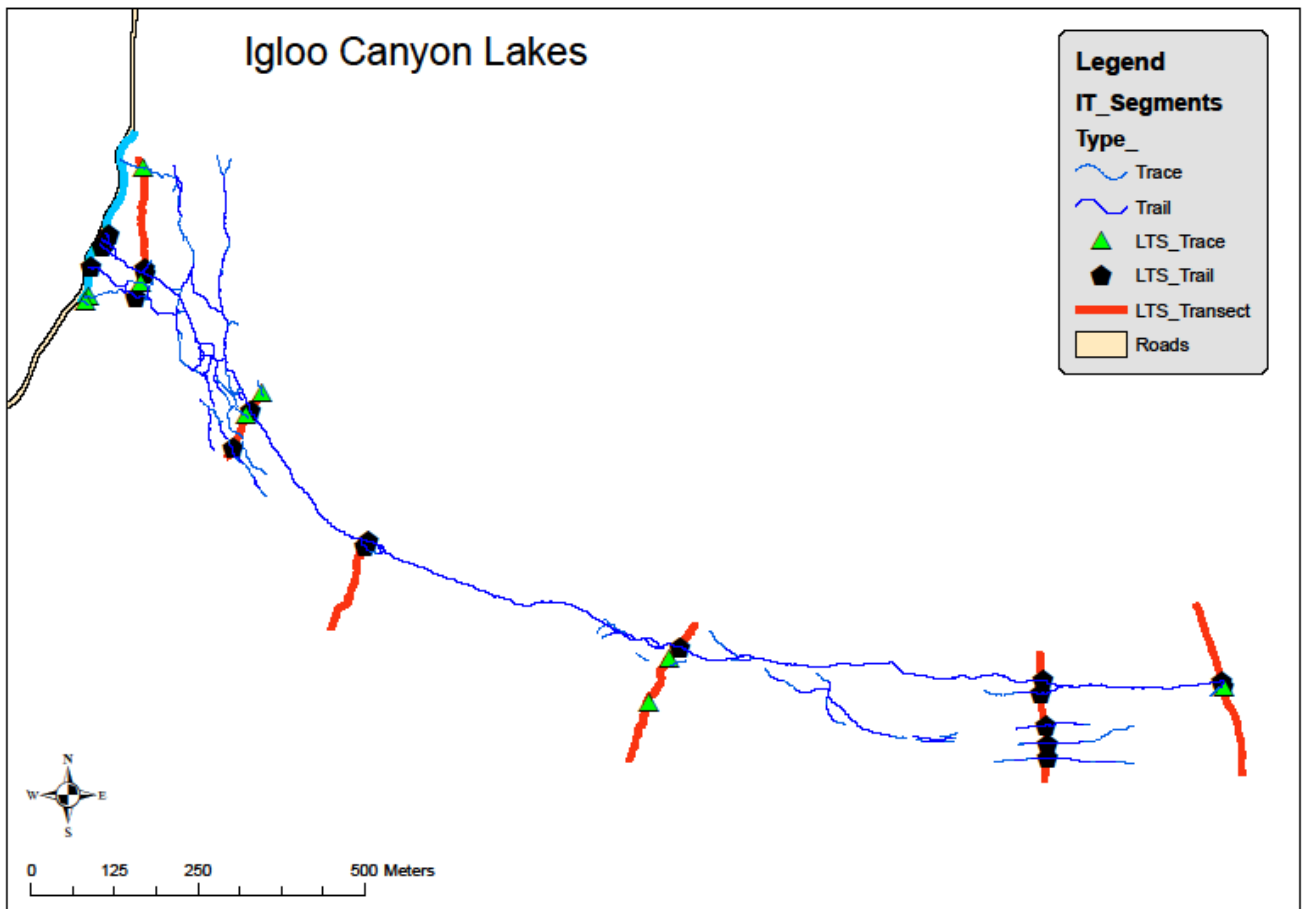 Igloo Canyon Lakes
Legend
IT_Segments
Type_
Trace
Trail
LTS_Trace
LTS_Trail
LTS_Transect
Roads
N
W E
S
0 125 250 500 Meters